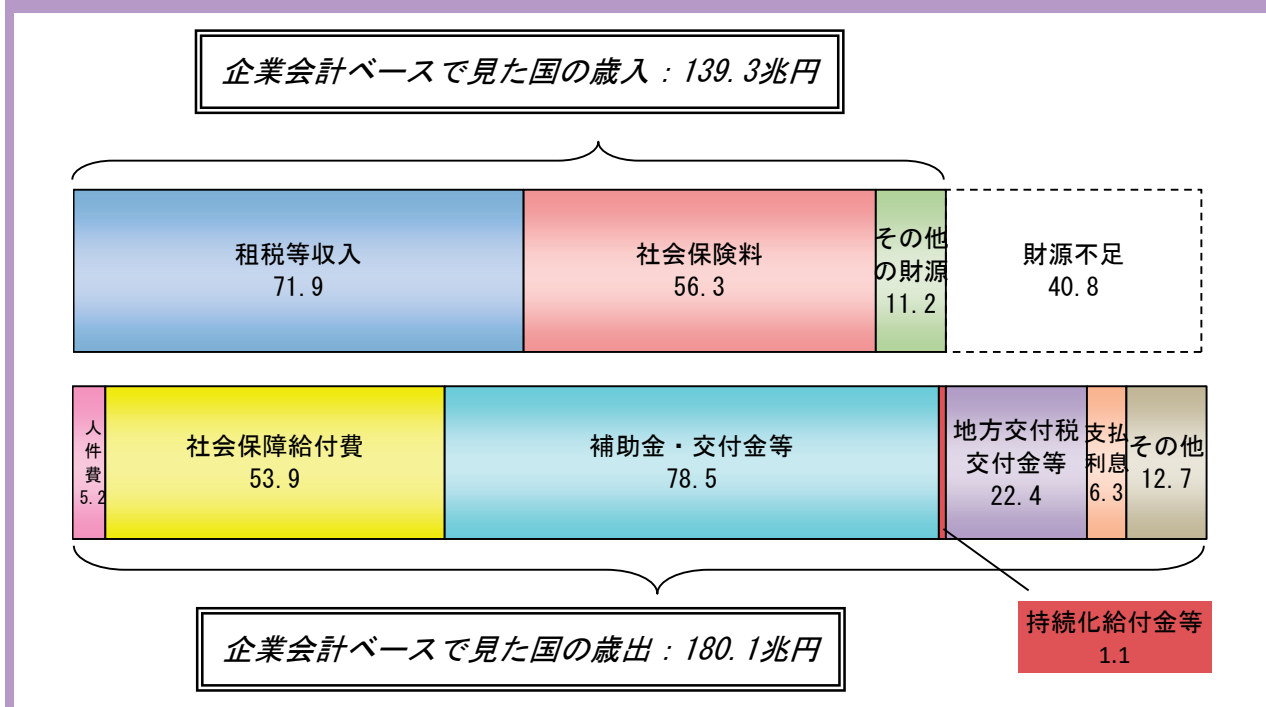 企業会計ベースで見た国の歳入：139.3兆円
租税等収入
71.9
社会保険料
56.3
その他
の財源
11.2
財源不足
40.8
人
件
費
5.2
社会保障給付費
53.9
補助金・交付金等
78.5
地方交付税
交付金等
22.4
支払
利息
6.3
その他
12.7
持続化給付金等
1.1
企業会計ベースで見た国の歳出：180.1兆円